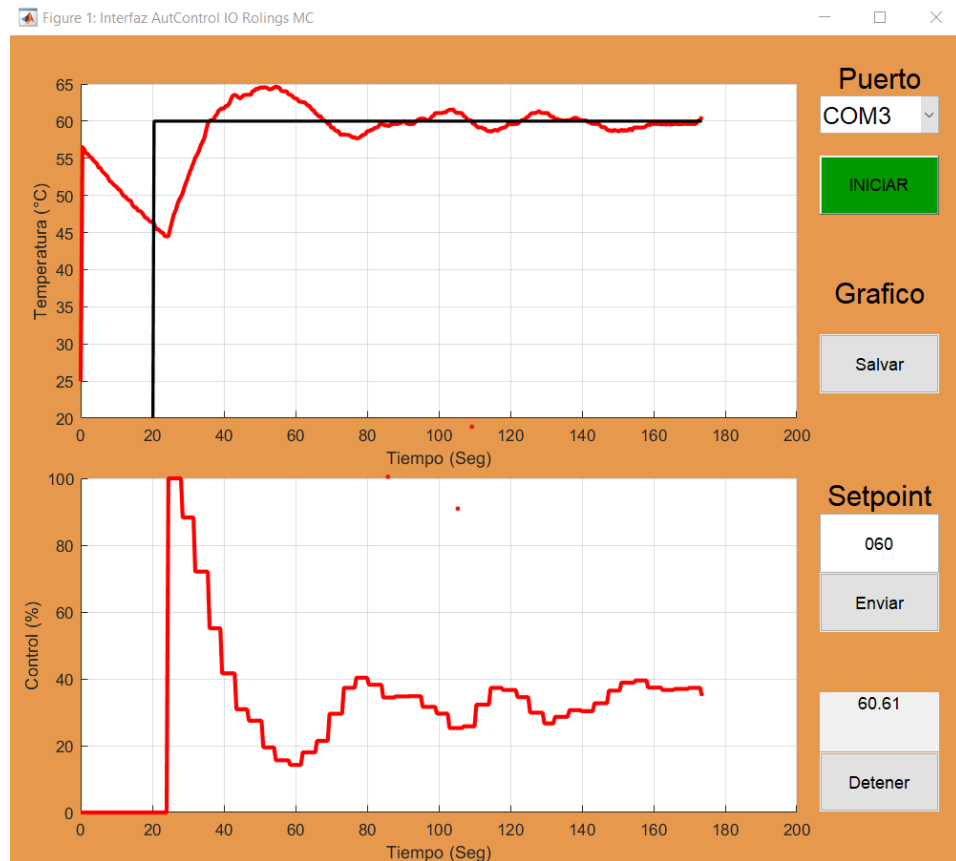 Figure 1: Interfaz AutControl IO Rolings MC
Puerto
COM3
INICIAR
Grafico
Salvar
Setpoint
060
Enviar
60.61
Detener
Temperatura (°C)
65
60
55
50
45
40
35
30
25
20
0 20 40 60 80 100 120 140 160 180 200
Tiempo (Seg)
Control (%)
100
80
60
40
20
0
0 20 40 60 80 100 120 140 160 180 200
Tiempo (Seg)